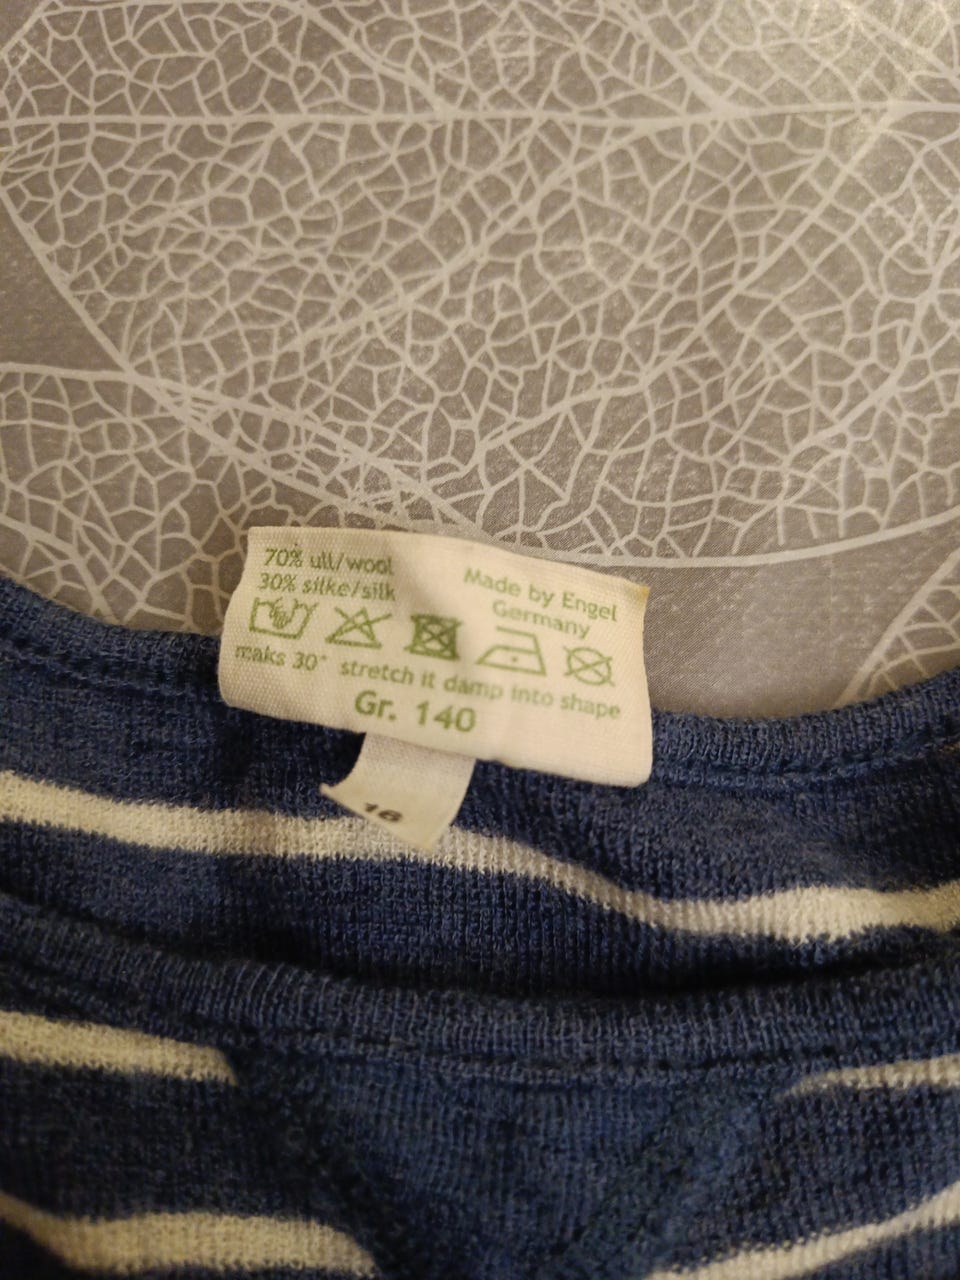 70% ull/wool
30% silke/silk
Made by Engel
Germany
maks 30° stretch it damp into shape
Gr. 140
16